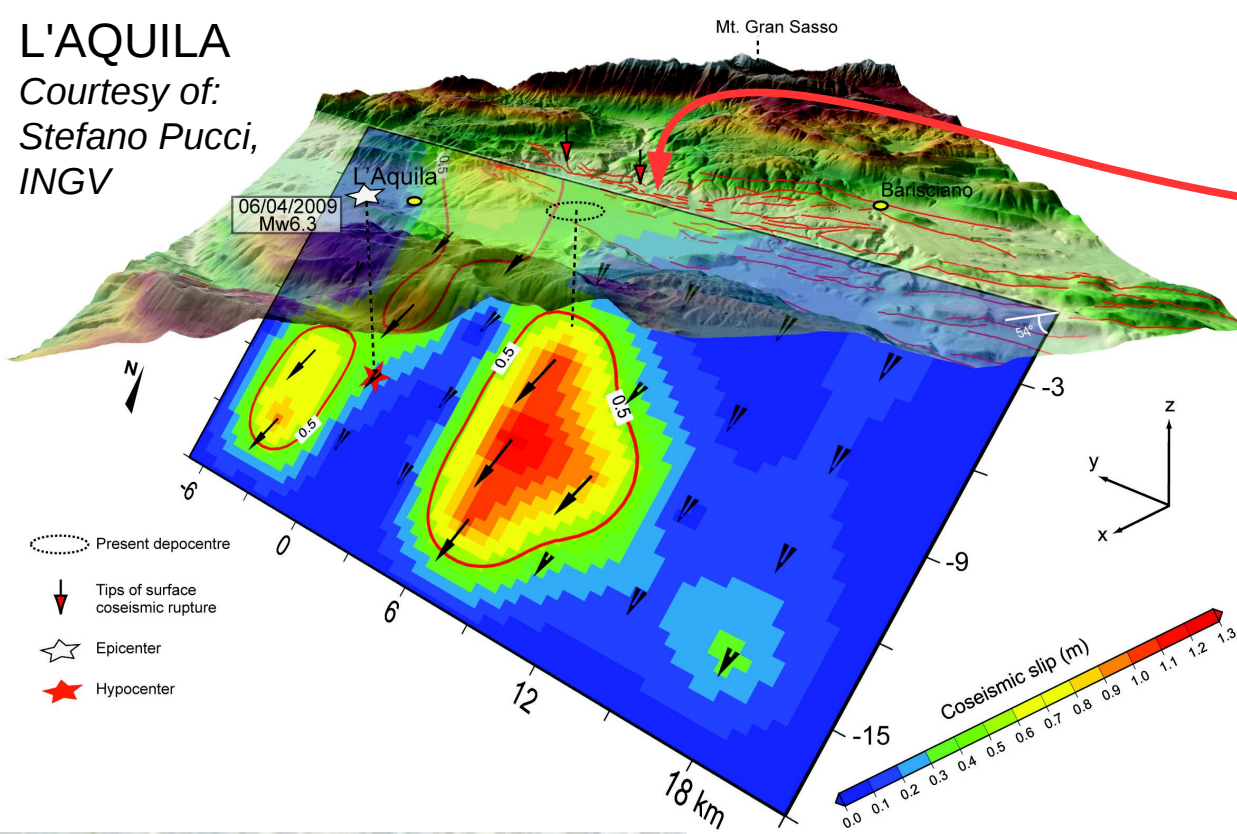 L'AQUILA
Courtesy of:
Stefano Pucci,
INGV
Mt. Gran Sasso
L'Aquila
Barisciano
06/04/2009
Mw6.3
0.5
54°
N
0.5
0.5
0.5
-3
-9
-15
-6
0
6
12
18 km
z
y
x
Present depocentre
Tips of surface
coseismic rupture
Epicenter
Hypocenter
Coseismic slip (m)
0.0 0.1 0.2 0.3 0.4 0.5 0.6 0.7 0.8 0.9 1.0 1.1 1.2 1.3